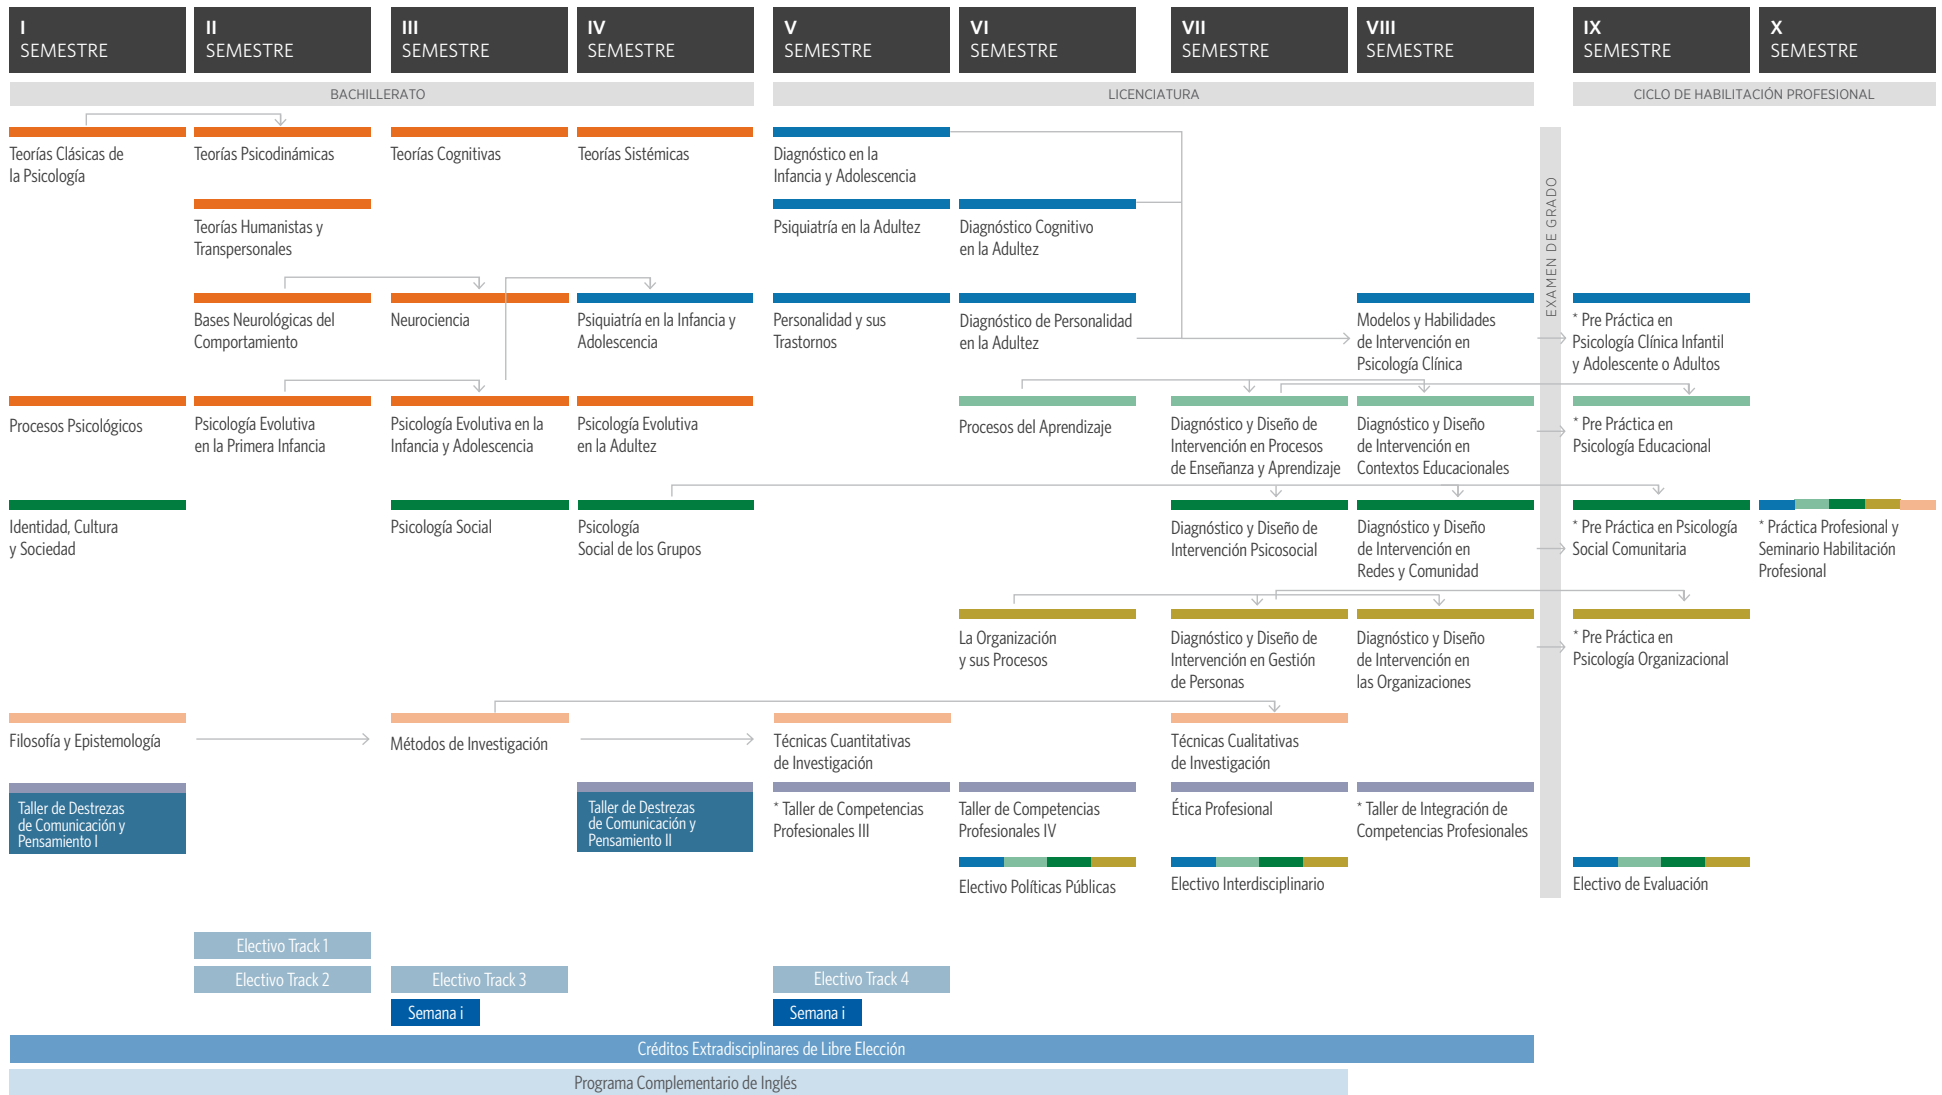 I
SEMESTRE
II
SEMESTRE
III
SEMESTRE
IV
SEMESTRE
V
SEMESTRE
VI
SEMESTRE
VII
SEMESTRE
VIII
SEMESTRE
IX
SEMESTRE
X
SEMESTRE
BACHILLERATO
LICENCIATURA
CICLO DE HABILITACIÓN PROFESIONAL
Teorías Clásicas de
la Psicología
Teorías Psicodinámicas
Teorías Cognitivas
Teorías Sistémicas
Diagnóstico en la
Infancia y Adolescencia
EXAMEN DE GRADO
Teorías Humanistas y
Transpersonales
Psiquiatría en la Adultez
Diagnóstico Cognitivo
en la Adultez
Bases Neurológicas del
Comportamiento
Neurociencia
Psiquiatría en la Infancia y
Adolescencia
Personalidad y sus
Trastornos
Diagnóstico de Personalidad
en la Adultez
Modelos y Habilidades
de Intervención en
Psicología Clínica
* Pre Práctica en
Psicología Clínica Infantil
y Adolescente o Adultos
Procesos Psicológicos
Psicología Evolutiva
en la Primera Infancia
Psicología Evolutiva en la
Infancia y Adolescencia
Psicología Evolutiva
en la Adultez
Procesos del Aprendizaje
Diagnóstico y Diseño de
Intervención en Procesos
de Enseñanza y Aprendizaje
Diagnóstico y Diseño
de Intervención en
Contextos Educacionales
* Pre Práctica en
Psicología Educacional
Identidad, Cultura
y Sociedad
Psicología Social
Psicología
Social de los Grupos
Diagnóstico y Diseño de
Intervención Psicosocial
Diagnóstico y Diseño
de Intervención en
Redes y Comunidad
* Pre Práctica en Psicología
Social Comunitaria
* Práctica Profesional y
Seminario Habilitación
Profesional
La Organización
y sus Procesos
Diagnóstico y Diseño de
Intervención en Gestión
de Personas
Diagnóstico y Diseño
de Intervención en
las Organizaciones
* Pre Práctica en
Psicología Organizacional
Filosofía y Epistemología
Métodos de Investigación
Técnicas Cuantitativas
de Investigación
Técnicas Cualitativas
de Investigación
Taller de Destrezas
de Comunicación y
Pensamiento I
Taller de Destrezas
de Comunicación y
Pensamiento II
* Taller de Competencias
Profesionales III
Taller de Competencias
Profesionales IV
Ética Profesional
* Taller de Integración de
Competencias Profesionales
Electivo Políticas Públicas
Electivo Interdisciplinario
Electivo de Evaluación
Electivo Track 1
Electivo Track 2
Electivo Track 3
Electivo Track 4
Semana i
Semana i
Créditos Extradisciplinares de Libre Elección
Programa Complementario de Inglés